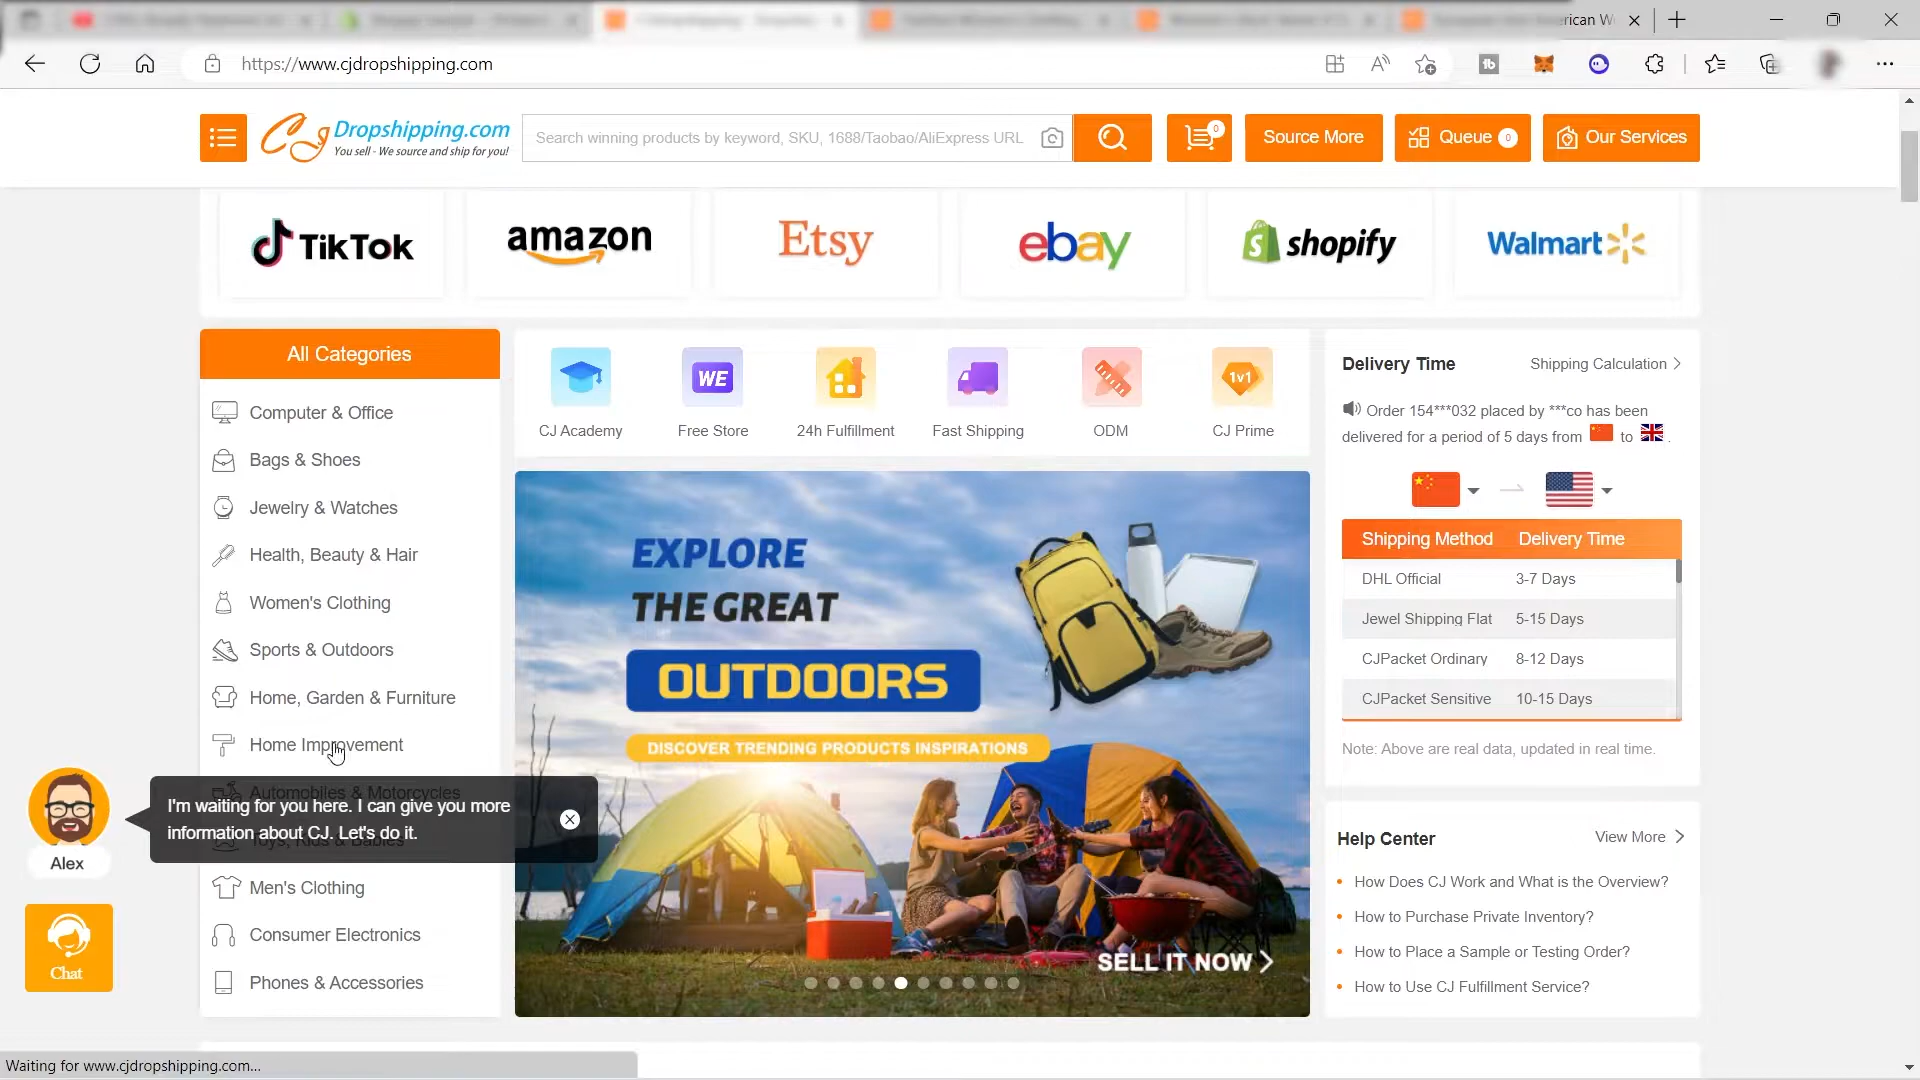 rican W
https://www.cjdropshipping.com
CJ Dropshipping.com
You sell - We source and ship for you!
Search winning products by keyword, SKU, 1688/Taobao/AliExpress URL
0
Source More
Queue 0
Our Services
TikTok
amazon
Etsy
ebay
shopify
Walmart
All Categories
Computer & Office
Bags & Shoes
Jewelry & Watches
Health, Beauty & Hair
Women's Clothing
Sports & Outdoors
Home, Garden & Furniture
Home Improvement
Automobiles & Motorcycles
Toys, Kids & Babies
Men's Clothing
Consumer Electronics
Phones & Accessories
I'm waiting for you here. I can give you more
information about CJ. Let's do it.
Alex
Chat
WE
1v1
CJ Academy
Free Store
24h Fulfillment
Fast Shipping
ODM
CJ Prime
EXPLORE
THE GREAT
OUTDOORS
DISCOVER TRENDING PRODUCTS INSPIRATIONS
SELL IT NOW
Delivery Time
Shipping Calculation
Order 154***032 placed by ***co has been
delivered for a period of 5 days from to .
Shipping Method Delivery Time
DHL Official 3-7 Days
Jewel Shipping Flat 5-15 Days
CJPacket Ordinary 8-12 Days
CJPacket Sensitive 10-15 Days
Note: Above are real data, updated in real time.
Help Center
View More
How Does CJ Work and What is the Overview?
How to Purchase Private Inventory?
How to Place a Sample or Testing Order?
How to Use CJ Fulfillment Service?
Waiting for www.cjdropshipping.com...